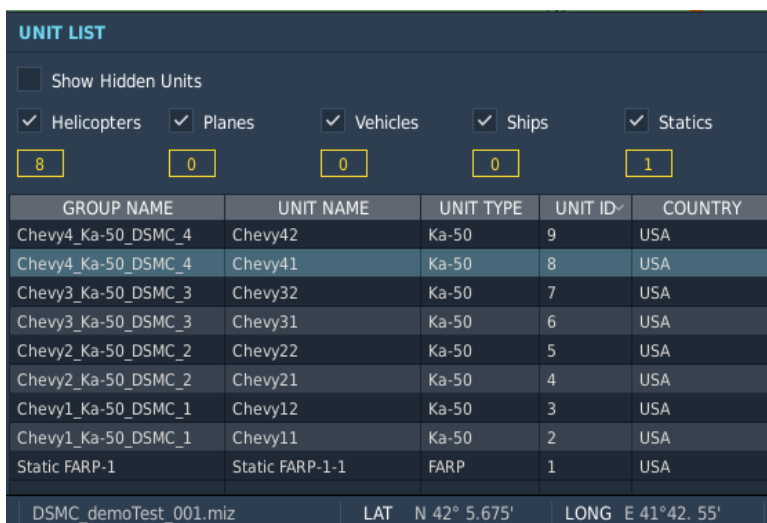 UNIT LIST
Show Hidden Units
Helicopters Planes Vehicles Ships Statics
8 0 0 0 1
GROUP NAME UNIT NAME UNIT TYPE UNIT ID COUNTRY
Chevy4_Ka-50_DSMC_4 Chevy42 Ka-50 9 USA
Chevy4_Ka-50_DSMC_4 Chevy41 Ka-50 8 USA
Chevy3_Ka-50_DSMC_3 Chevy32 Ka-50 7 USA
Chevy3_Ka-50_DSMC_3 Chevy31 Ka-50 6 USA
Chevy2_Ka-50_DSMC_2 Chevy22 Ka-50 5 USA
Chevy2_Ka-50_DSMC_2 Chevy21 Ka-50 4 USA
Chevy1_Ka-50_DSMC_1 Chevy12 Ka-50 3 USA
Chevy1_Ka-50_DSMC_1 Chevy11 Ka-50 2 USA
Static FARP-1 Static FARP-1-1 FARP 1 USA
DSMC_demoTest_001.miz LAT N 42° 5.675' LONG E 41°42. 55'